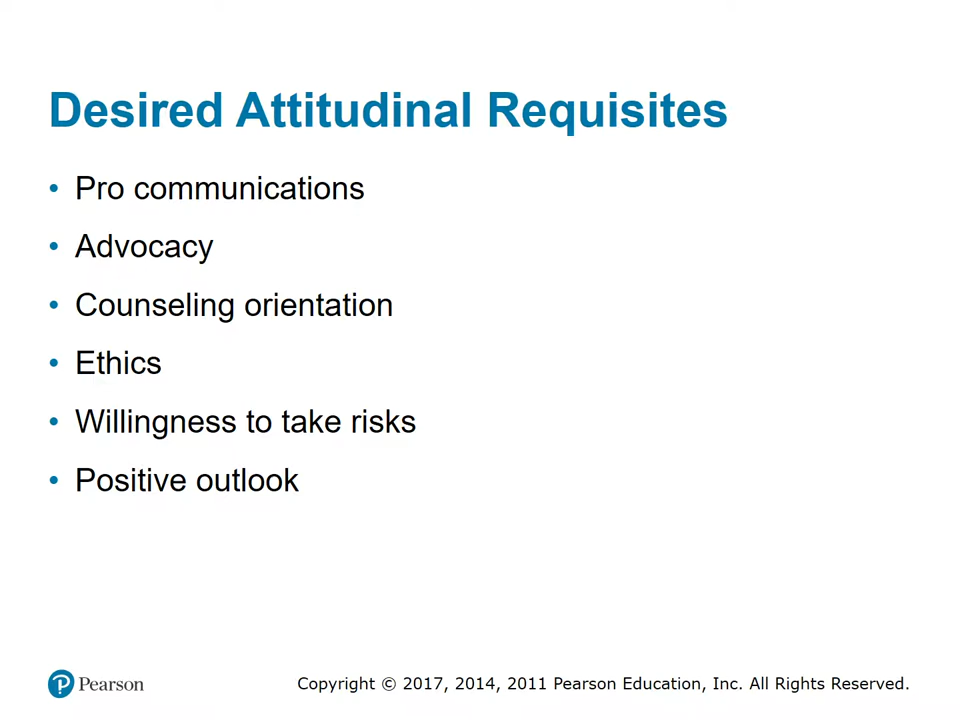 Desired Attitudinal Requisites
• Pro communications
• Advocacy
• Counseling orientation
• Ethics
• Willingness to take risks
• Positive outlook
Pearson
Copyright © 2017, 2014, 2011 Pearson Education, Inc. All Rights Reserved.